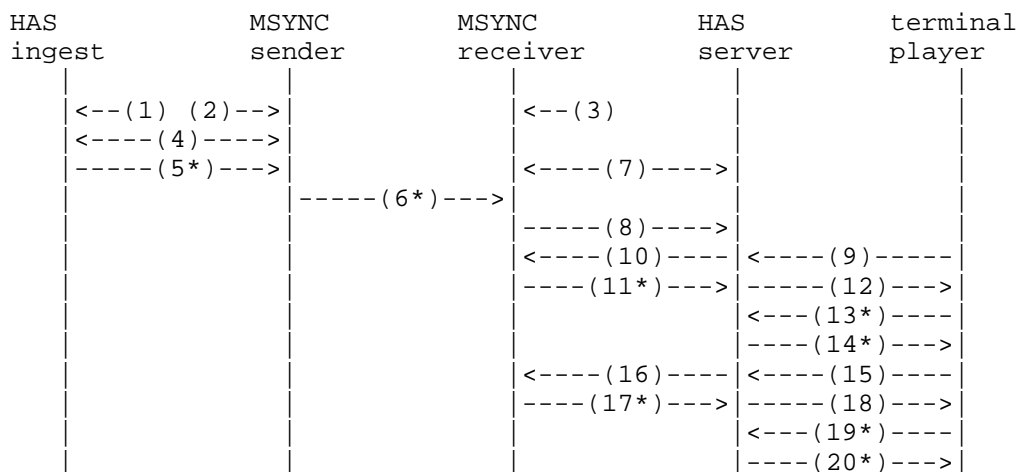 HAS MSYNC MSYNC HAS terminal
ingest sender receiver server player
| | | | |
|<--(1) (2)-->| |<--(3) | |
|<----(4)---->| | | |
|-----(5*)--->| |<----(7)---->| |
| |-----(6*)--->| | |
| | |-----(8)---->| |
| | |<----(10)----|<----(9)-----|
| | |----(11*)--->|-----(12)--->|
| | | |<---(13*)----|
| | | |----(14*)--->|
| | |<----(16)----|<----(15)----|
| | |----(17*)--->|-----(18)--->|
| | | |<---(19*)----|
| | | |----(20*)--->|